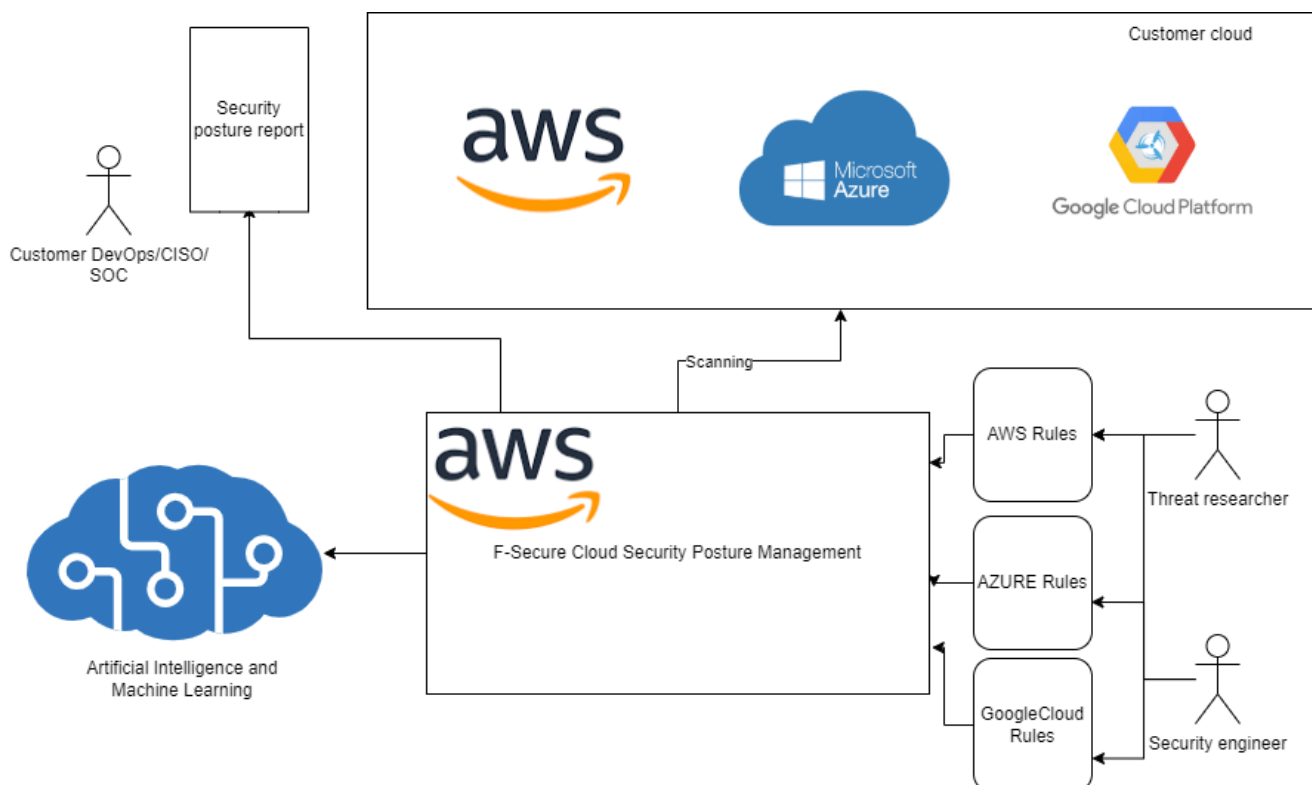 Customer cloud
Security
posture report
aws
Microsoft
Azure
Google Cloud Platform
Customer DevOps/CISO/
SOC
Scanning
aws
F-Secure Cloud Security Posture Management
AWS Rules
Threat researcher
AZURE Rules
Artificial Intelligence and
Machine Learning
GoogleCloud
Rules
Security engineer